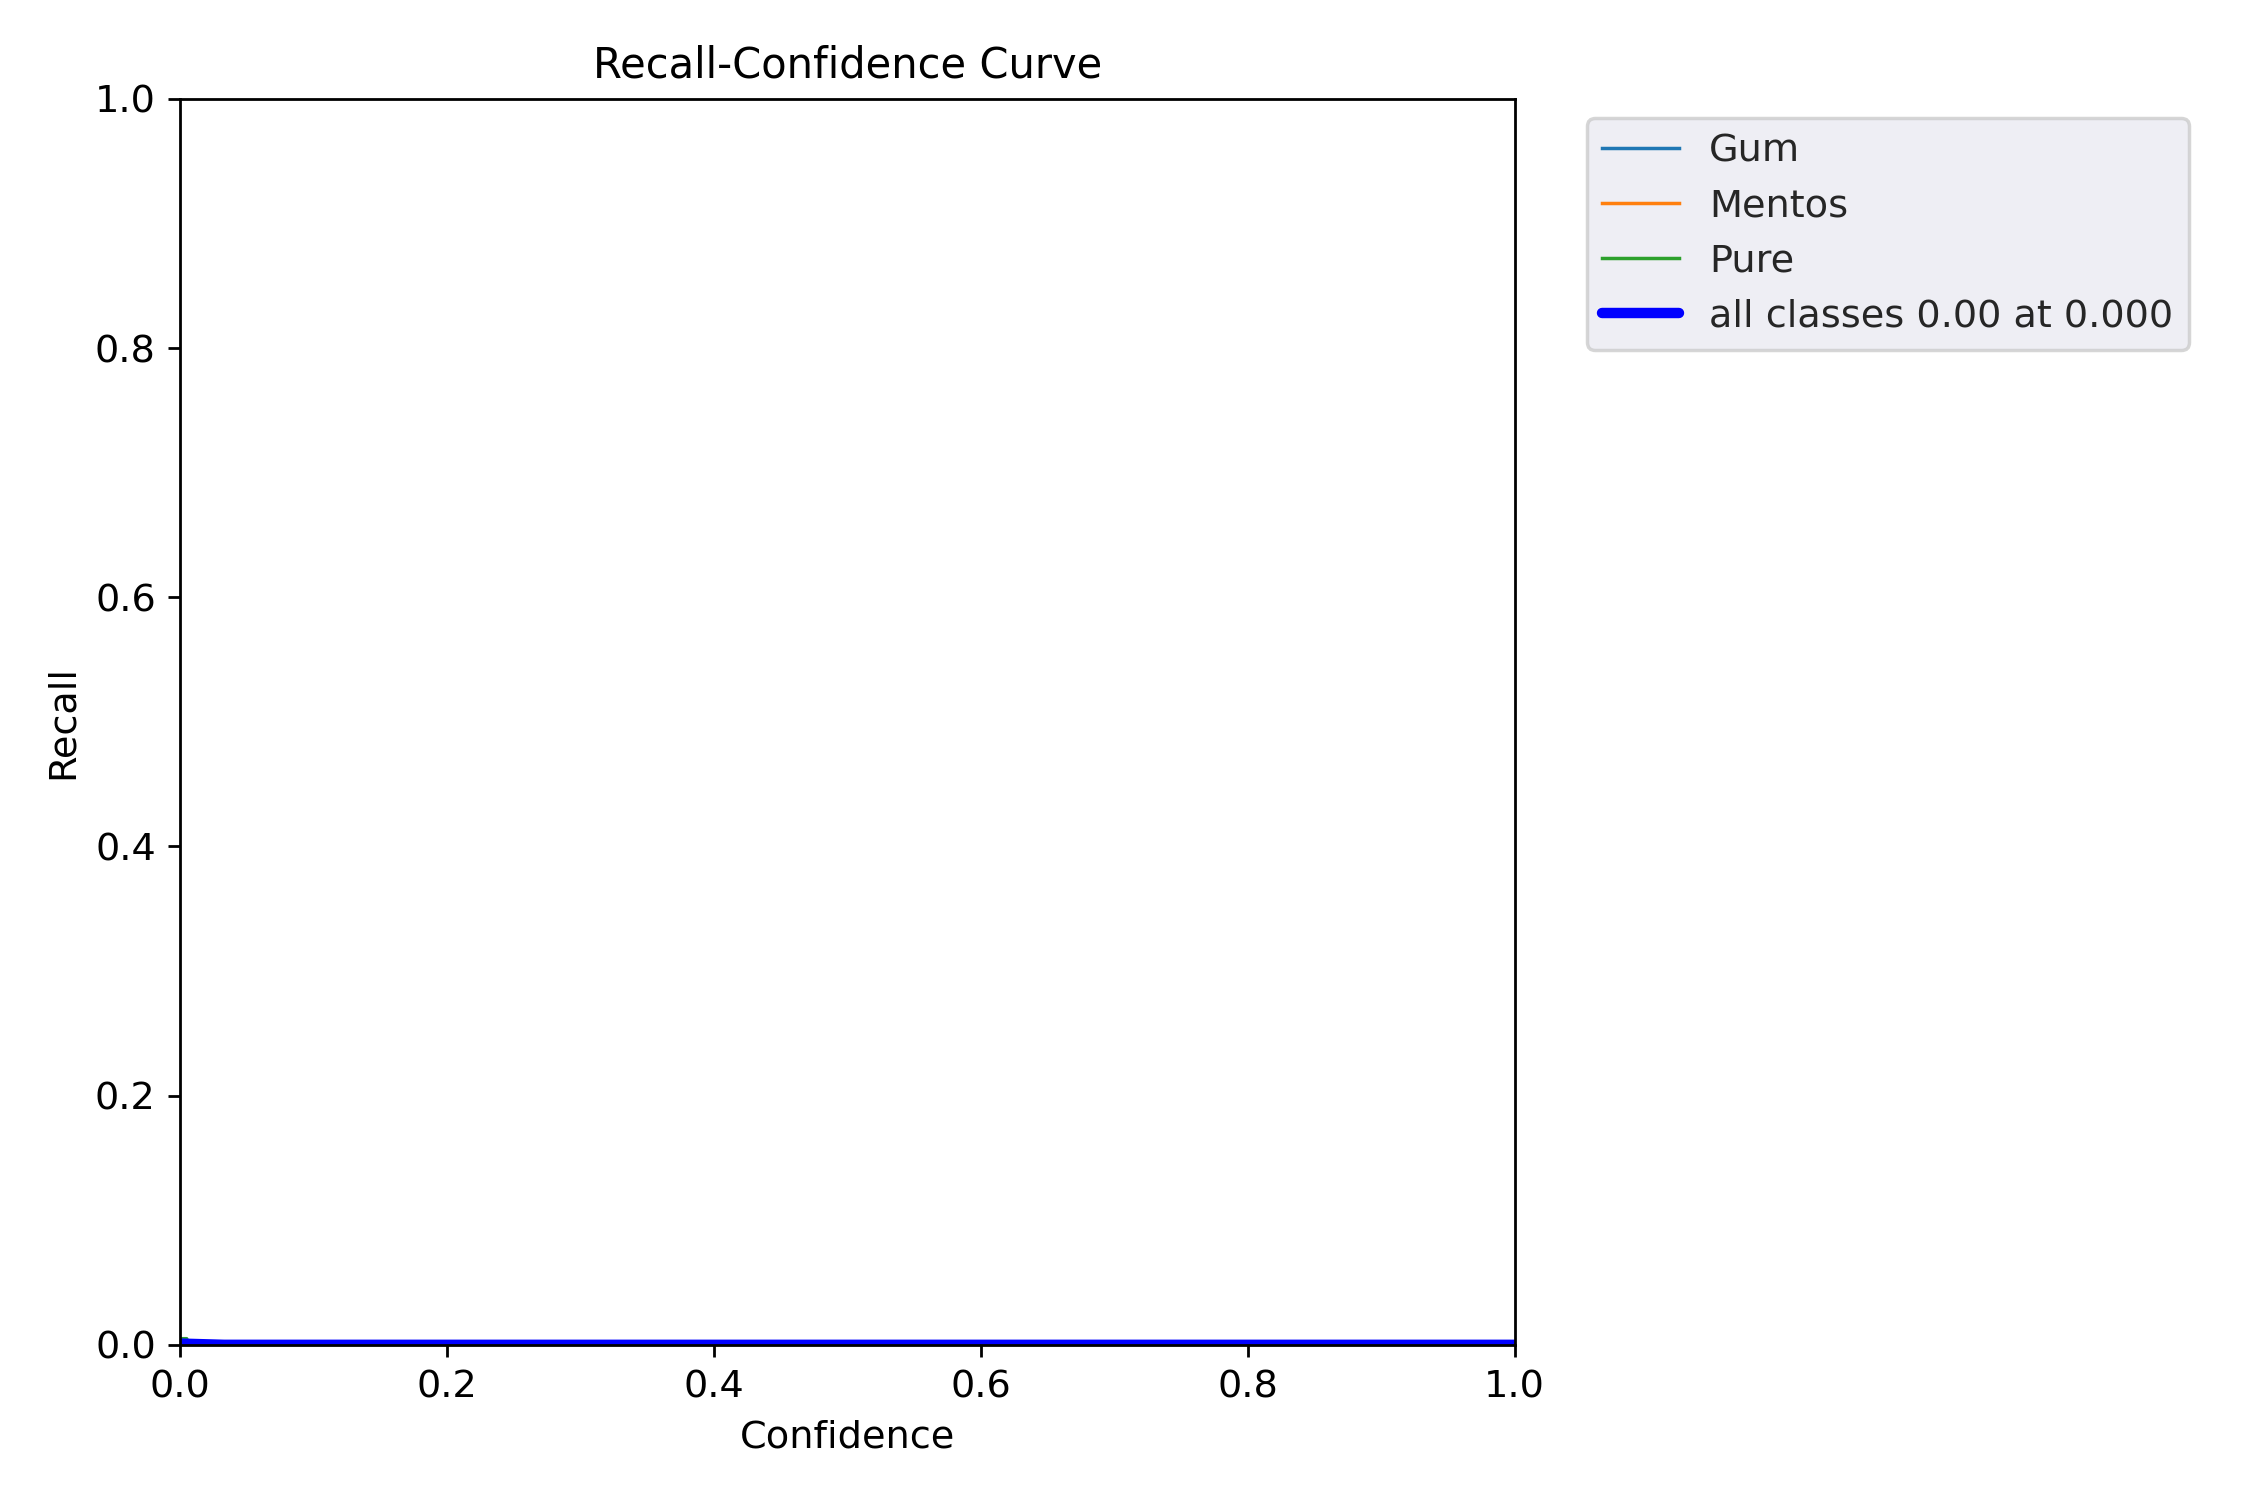 Recall-Confidence Curve
1.0
0.8
0.6
0.4
0.2
0.0
Recall
0.0 0.2 0.4 0.6 0.8 1.0
Confidence
Gum
Mentos
Pure
all classes 0.00 at 0.000